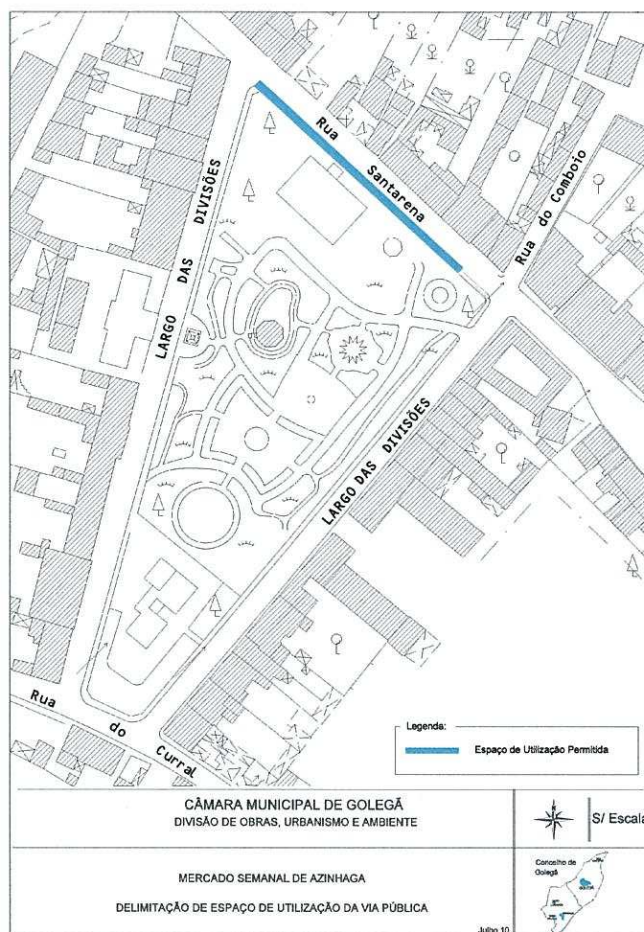 Rua Santarena
Rua do Comboio
LARGO DAS DIVISÕES
LARGO DAS DIVISÕES
Rua do Curral
Legenda:
Espaço de Utilização Permitida
CÂMARA MUNICIPAL DE GOLEGÃ
DIVISÃO DE OBRAS, URBANISMO E AMBIENTE
S/ Escala
MERCADO SEMANAL DE AZINHAGA
DELIMITAÇÃO DE ESPAÇO DE UTILIZAÇÃO DA VIA PÚBLICA
Julho 10
Concelho de
Golegã